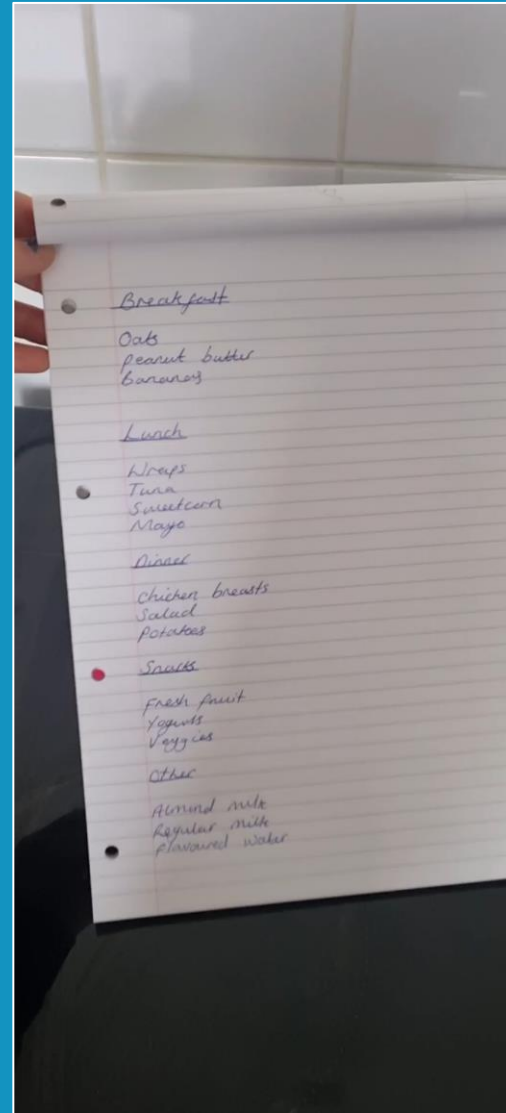 Breakfast
Oats
Peanut butter
Bananas
Lunch
Wraps
Tuna
Sweetcorn
Mayo
Dinner
Chicken breasts
Salad
Potatoes
Snacks
Fresh fruit
Yogurts
Veggies
Other
Almond milk
Regular milk
Flavoured water